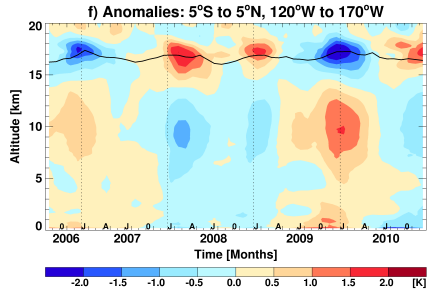 f) Anomalies: 5°S to 5°N, 120°W to 170°W
Altitude [km]
20
15
10
5
0
O J A J O J A J O J A J O J A J
2006 2007 2008 2009 2010
Time [Months]
-2.0 -1.5 -1.0 -0.5 0.0 0.5 1.0 1.5 2.0 [K]